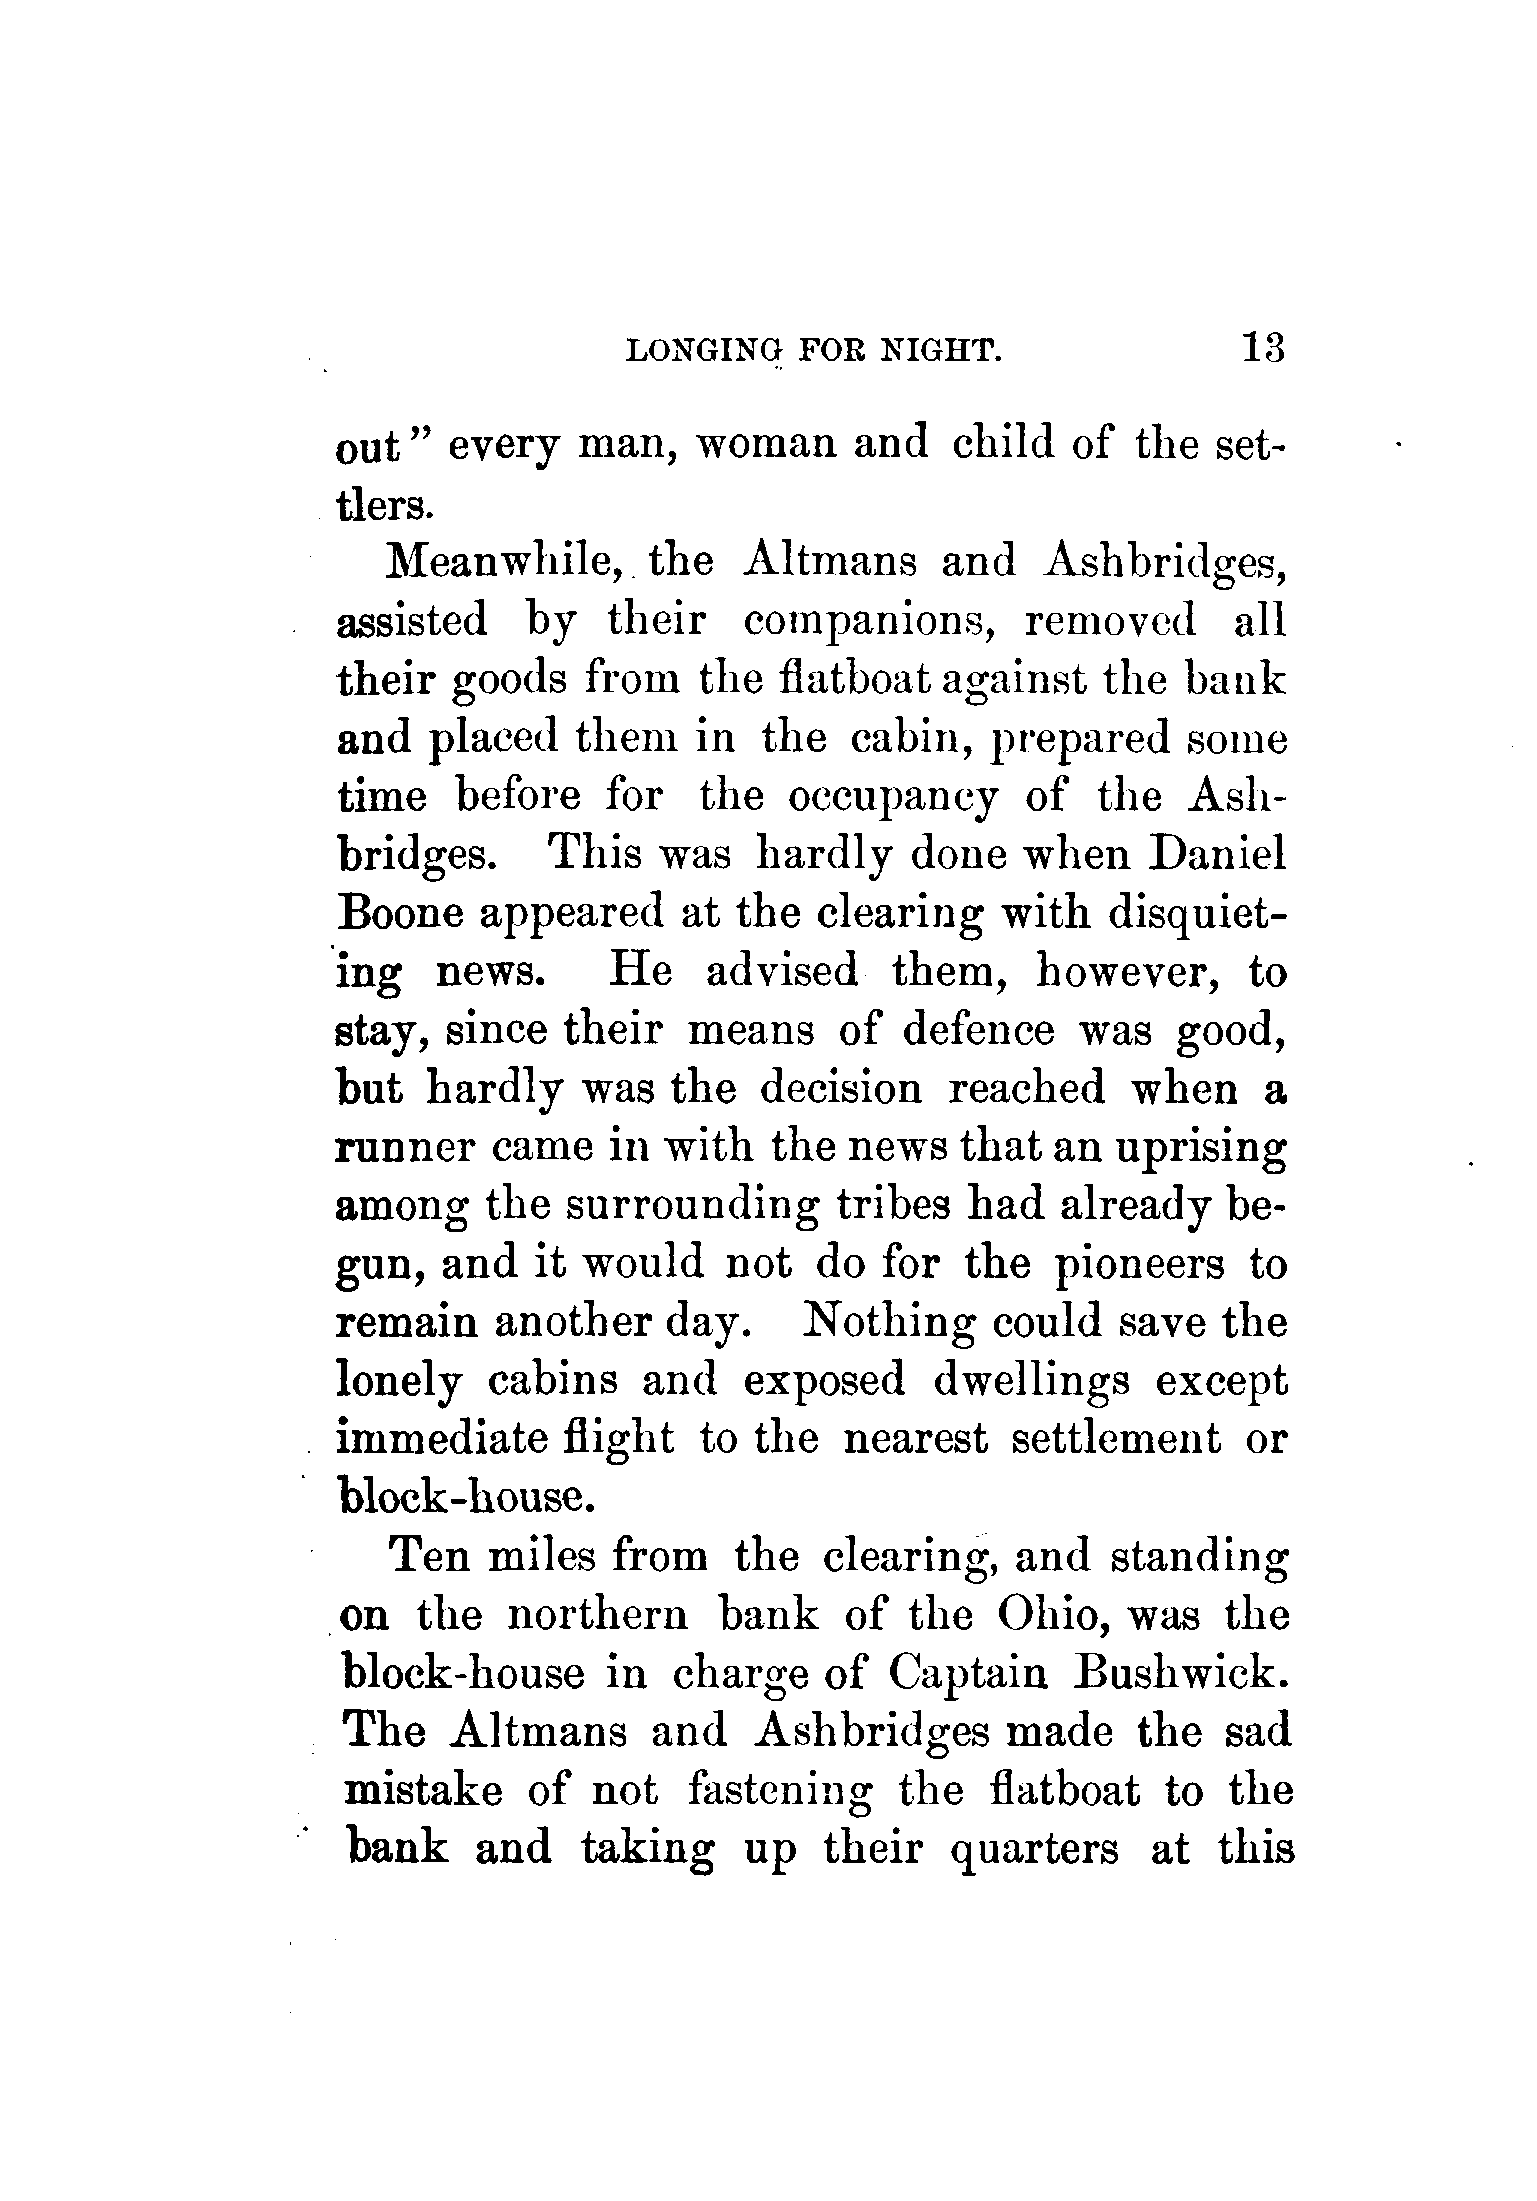 LONGING FOR NIGHT. 13
out" every man, woman and child of the set-
tlers.
Meanwhile, the Altmans and Ashbridges,
assisted by their companions, removed all
their goods from the flatboat against the bank
and placed them in the cabin, prepared some
time before for the occupancy of the Ash-
bridges. This was hardly done when Daniel
Boone appeared at the clearing with disquiet-
ing news. He advised them, however, to
stay, since their means of defence was good,
but hardly was the decision reached when a
runner came in with the news that an uprising
among the surrounding tribes had already be-
gun, and it would not do for the pioneers to
remain another day. Nothing could save the
lonely cabins and exposed dwellings except
immediate flight to the nearest settlement or
block-house.
Ten miles from the clearing, and standing
on the northern bank of the Ohio, was the
block-house in charge of Captain Bushwick.
The Altmans and Ashbridges made the sad
mistake of not fastening the flatboat to the
bank and taking up their quarters at this